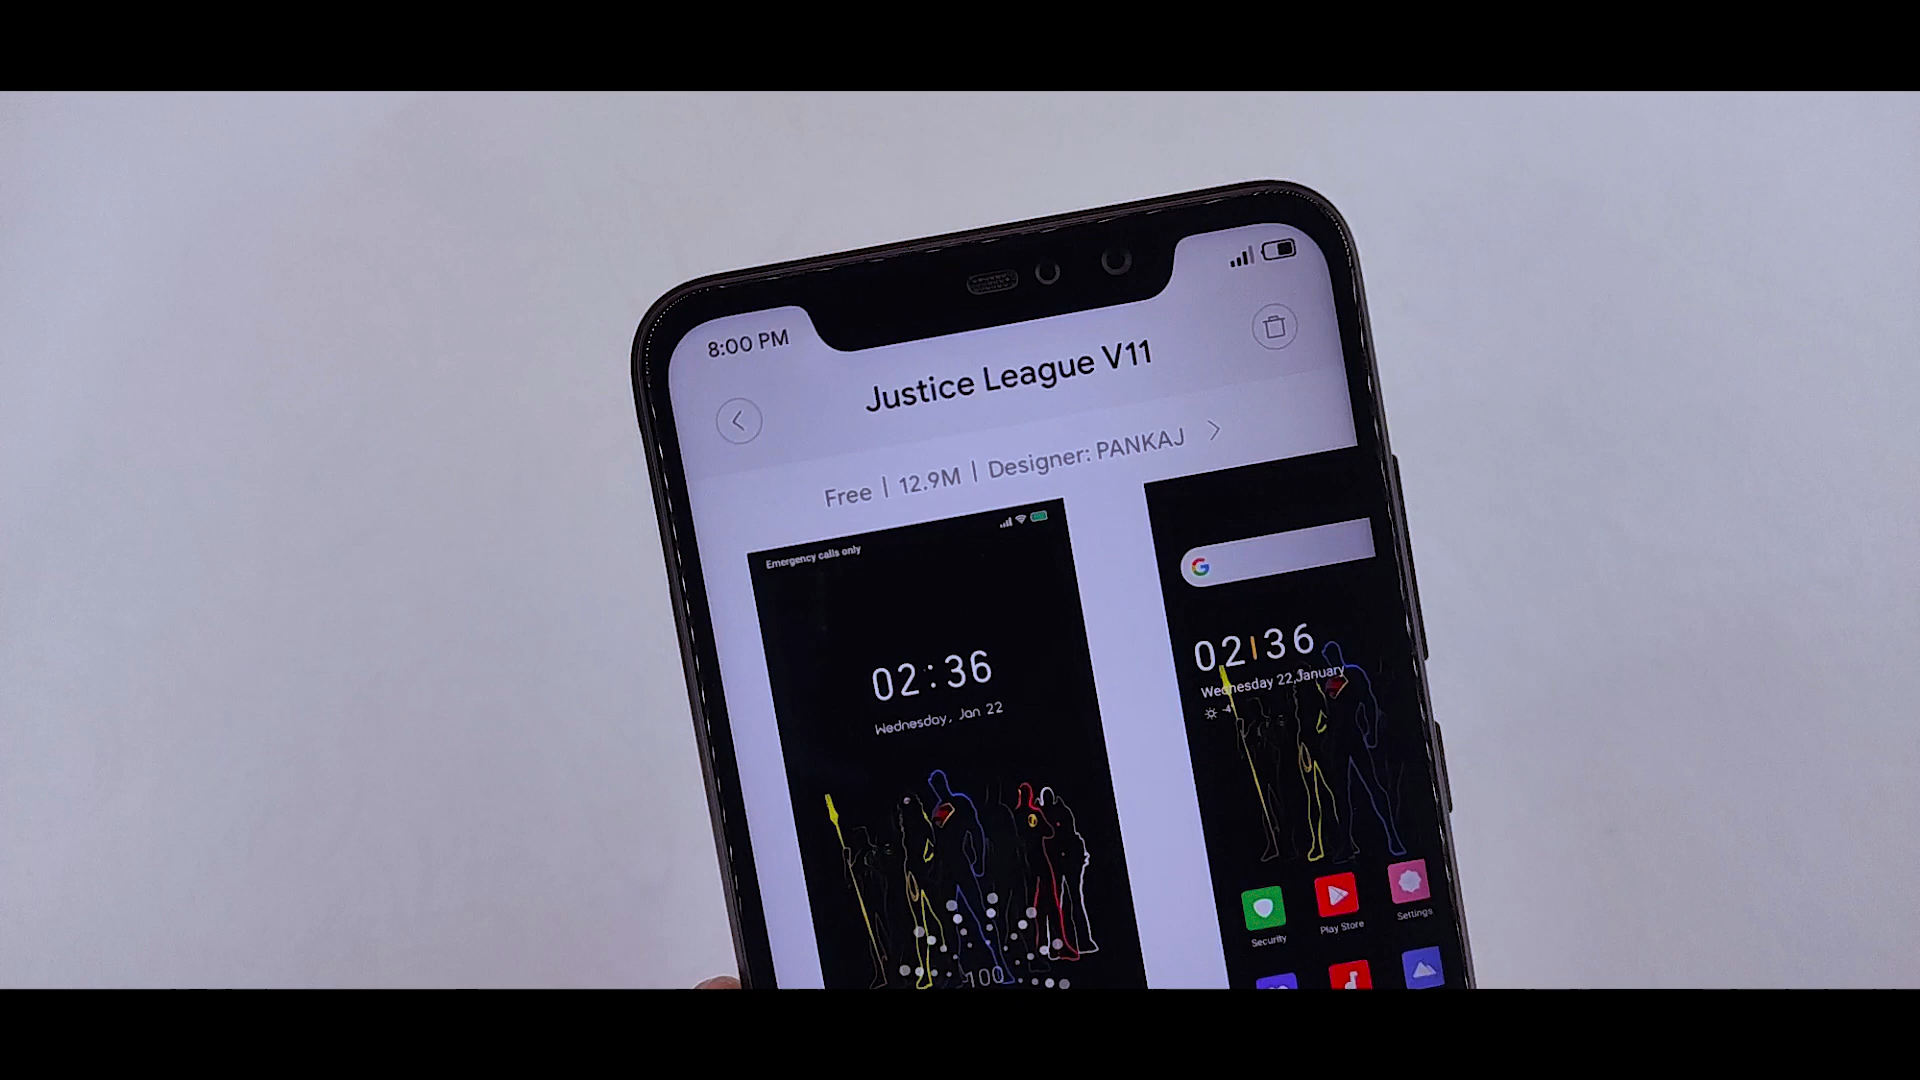 8:00 PM
Justice League V11
Free | 12.9M | Designer: PANKAJ
Emergency calls only
02:36
Wednesday, Jan 22
100
G
02|36
Wednesday 22,January
-4°
Security
Play Store
Settings